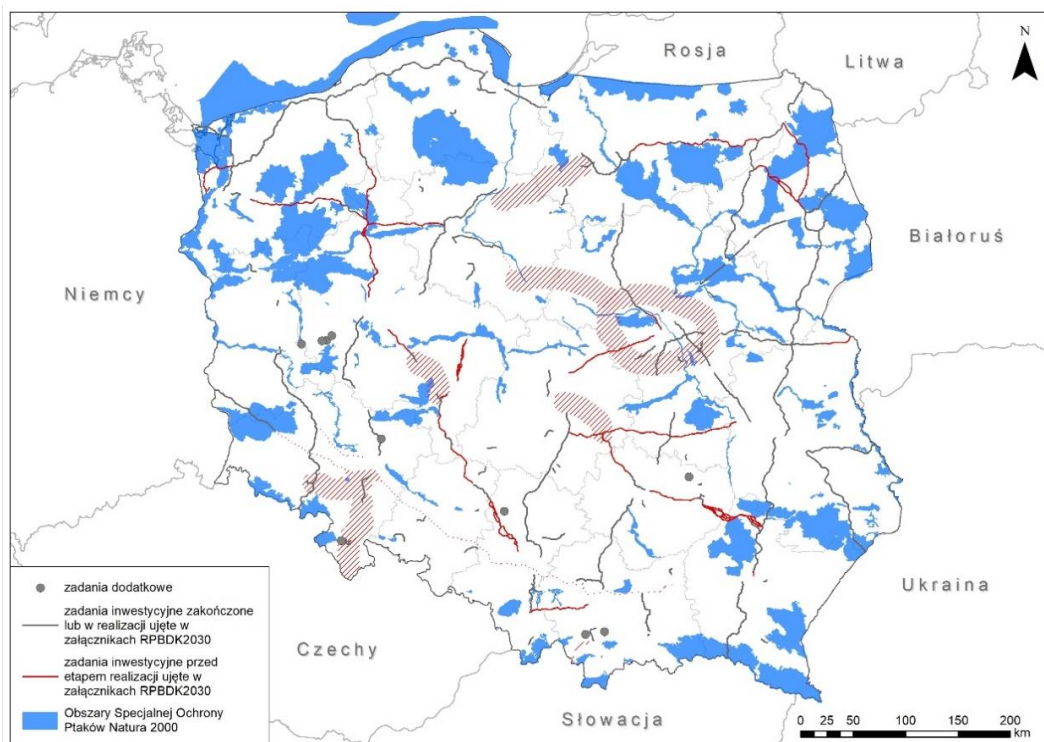 N
Rosja
Litwa
Białoruś
Niemcy
Ukraina
Czechy
Słowacja
zadania dodatkowe
zadania inwestycyjne zakończone
lub w realizacji ujęte w
załącznikach RPBDK2030
zadania inwestycyjne przed
etapem realizacji ujęte w
załącznikach RPBDK2030
Obszary Specjalnej Ochrony
Ptaków Natura 2000
0 25 50 100 150 200
km